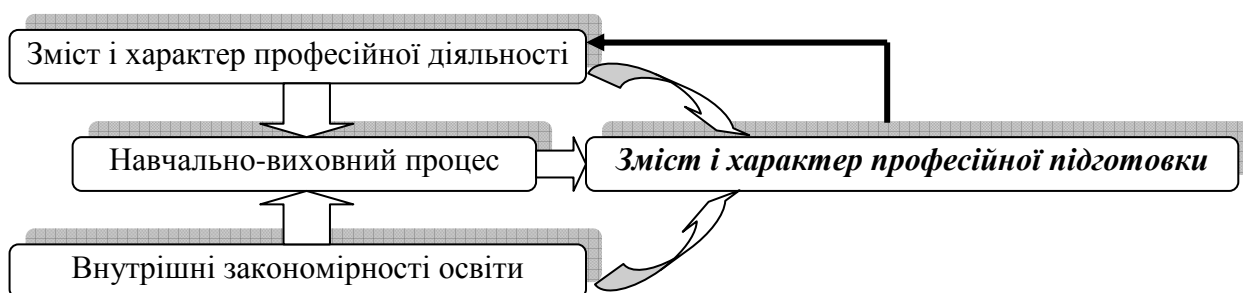 Зміст і характер професійної діяльності
Навчально-виховний процес
Зміст і характер професійної підготовки
Внутрішні закономірності освіти